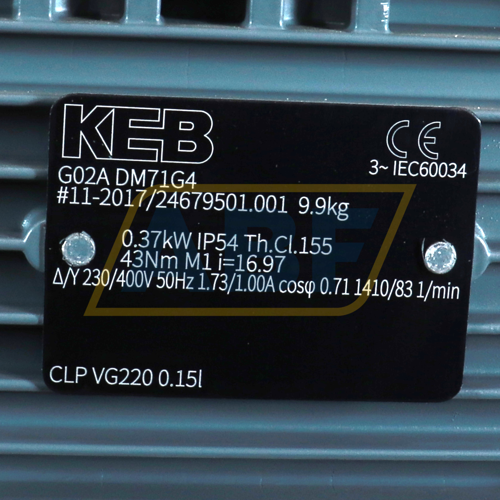 KEB
CE
3~ IEC60034
G02A DM71G4
#11-2017/24679501.001 9.9kg
0.37kW IP54 Th.Cl.155
43Nm M1 i=16.97
Δ/Y 230/400V 50Hz 1.73/1.00A cosφ 0.71 1410/83 1/min
CLP VG220 0.15l
ABF